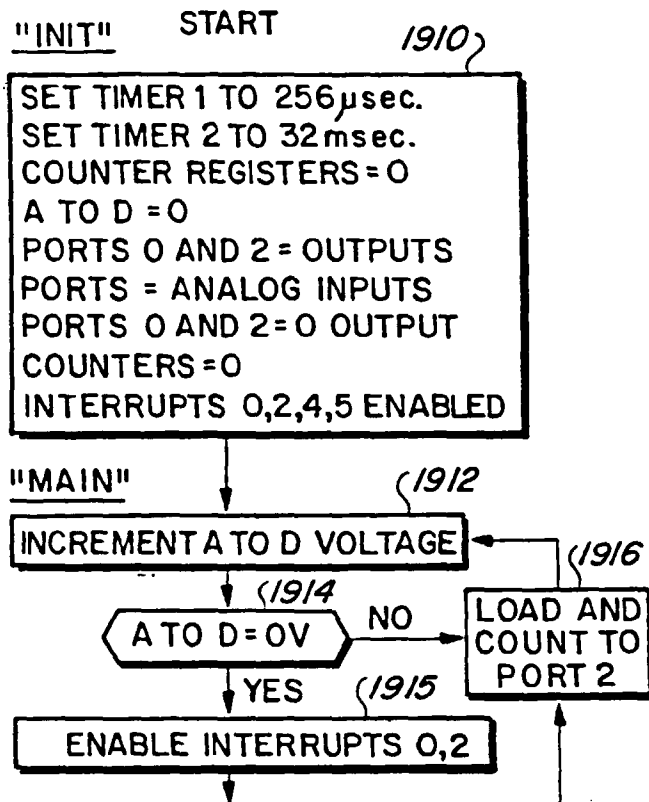 "INIT" START
1910
SET TIMER 1 TO 256µsec.
SET TIMER 2 TO 32msec.
COUNTER REGISTERS=0
A TO D=0
PORTS 0 AND 2=OUTPUTS
PORTS = ANALOG INPUTS
PORTS 0 AND 2=0 OUTPUT
COUNTERS=0
INTERRUPTS 0,2,4,5 ENABLED
"MAIN"
1912
INCREMENT A TO D VOLTAGE
1914
A TO D=0V
NO
1916
LOAD AND
COUNT TO
PORT 2
YES
1915
ENABLE INTERRUPTS 0,2